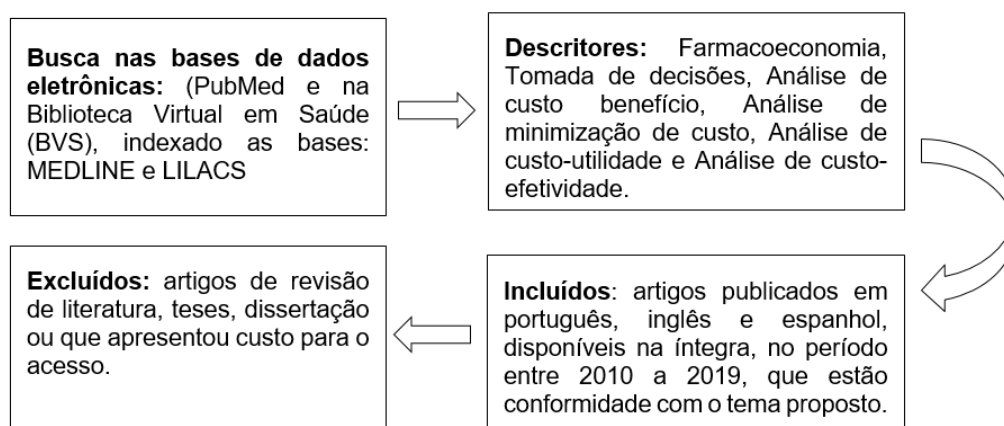 Busca nas bases de dados
eletrônicas: (PubMed e na
Biblioteca Virtual em Saúde
(BVS), indexado as bases:
MEDLINE e LILACS
Descritores: Farmacoeconomia,
Tomada de decisões, Análise de
custo benefício, Análise de
minimização de custo, Análise de
custo-utilidade e Análise de custo-
efetividade.
Incluídos: artigos publicados em
português, inglês e espanhol,
disponíveis na íntegra, no período
entre 2010 a 2019, que estão
conformidade com o tema proposto.
Excluídos: artigos de revisão
de literatura, teses, dissertação
ou que apresentou custo para o
acesso.